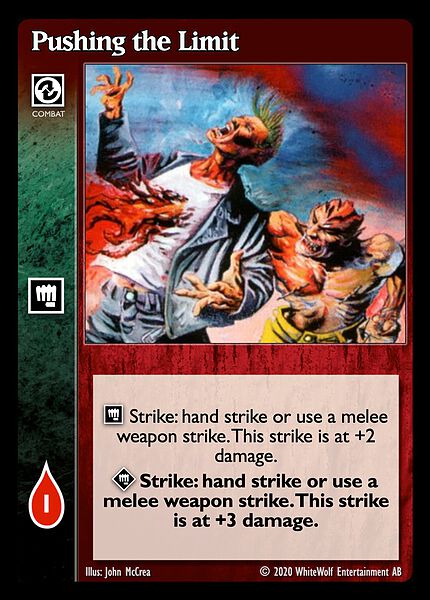 Pushing the Limit
COMBAT
Strike: hand strike or use a melee
weapon strike. This strike is at +2
damage.
Strike: hand strike or use a
melee weapon strike. This strike
is at +3 damage.
1
Illus: John McCrea
© 2020 WhiteWolf Entertainment AB